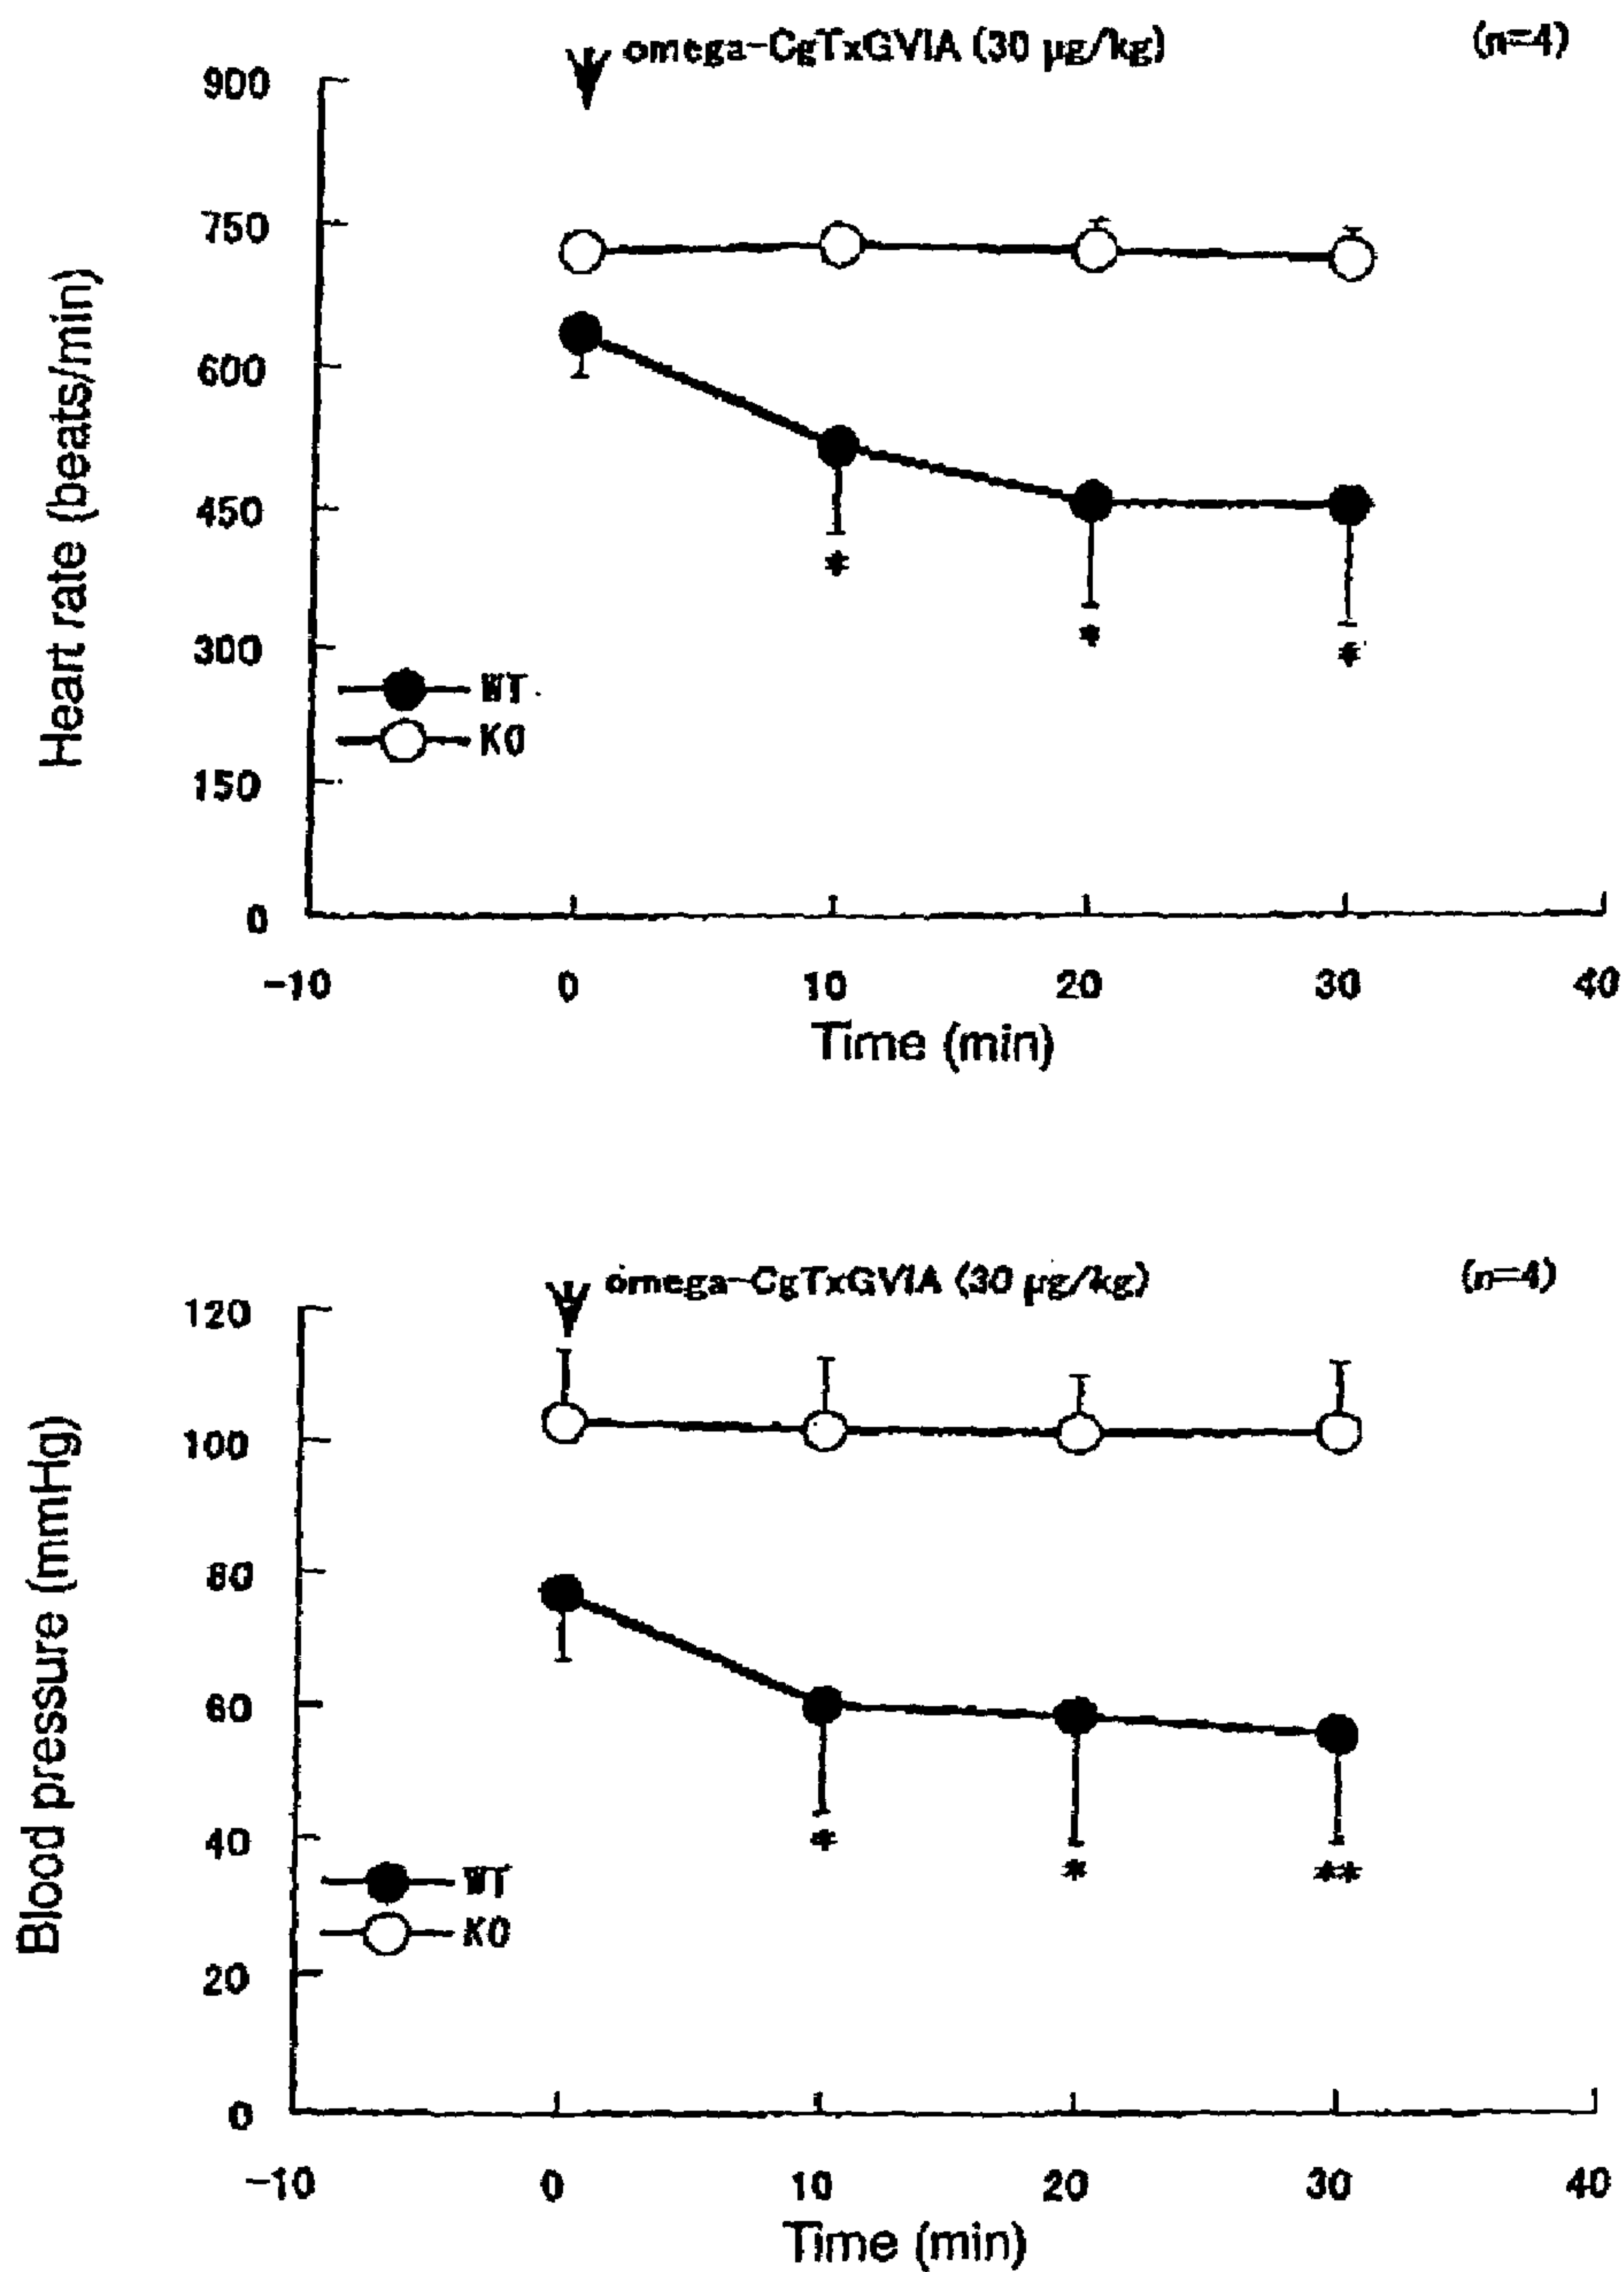 omega-CgTxGVIA (30 μg/kg) (n=4)
900
750
600
450
300
150
0
Heart rate (beats/min)
WT
KO
*
*
*
-10 0 10 20 30 40
Time (min)
omega-CgTxGVIA (30 μg/kg) (n=4)
120
100
80
60
40
20
0
Blood pressure (mmHg)
WT
KO
*
*
**
-10 0 10 20 30 40
Time (min)